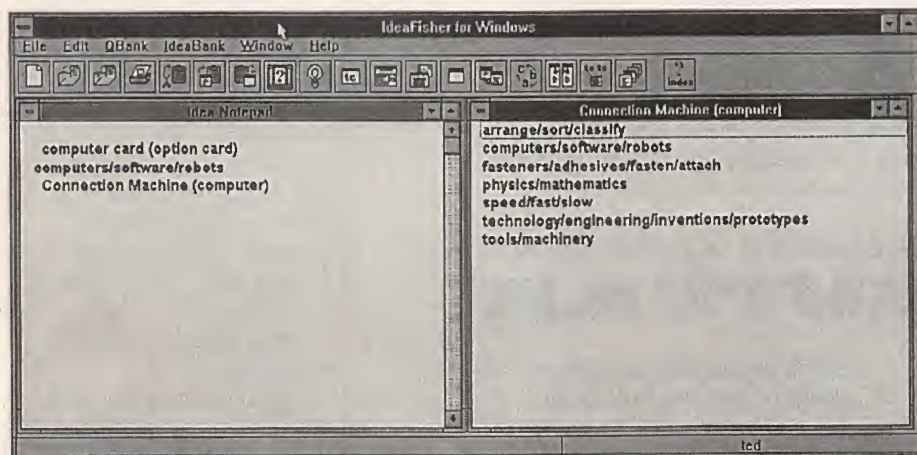 IdeaFisher for Windows
File Edit QBank IdeaBank Window Help
tc
index
Idea Notepad
computer card (option card)
computers/software/robots
Connection Machine (computer)
Connection Machine (computer)
arrange/sort/classify
computers/software/robots
fasteners/adhesives/fasten/attach
physics/mathematics
speed/fast/slow
technology/engineering/inventions/prototypes
tools/machinery
ted